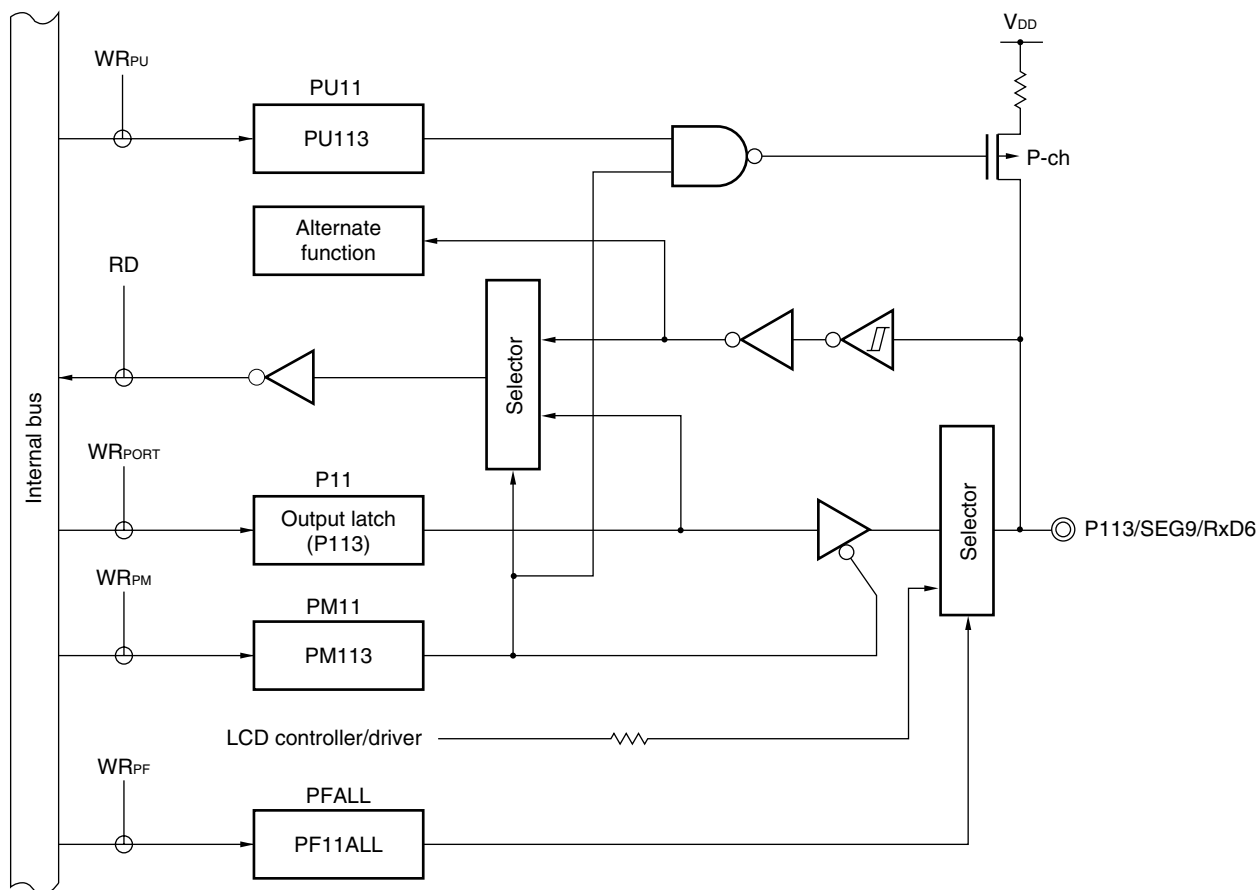 VDD
WRPU
PU11
PU113
P-ch
Alternate
function
RD
Selector
Internal bus
WRPORT
P11
Output latch
(P113)
Selector
P113/SEG9/RxD6
WRPM
PM11
PM113
LCD controller/driver
WRPF
PFALL
PF11ALL